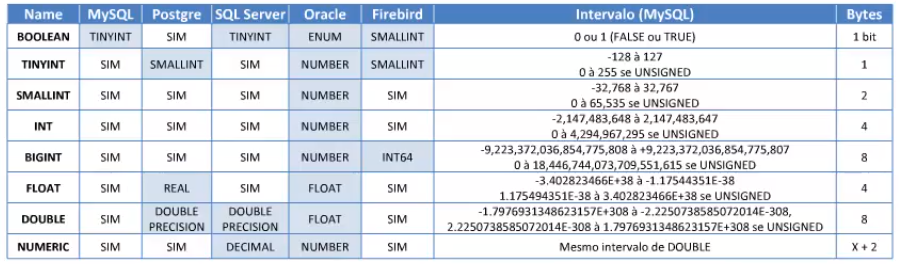 Name MySQL Postgre SQL Server Oracle Firebird Intervalo (MySQL) Bytes
BOOLEAN TINYINT SIM TINYINT ENUM SMALLINT 0 ou 1 (FALSE ou TRUE) 1 bit
TINYINT SIM SMALLINT SIM NUMBER SMALLINT -128 à 127 1
0 à 255 se UNSIGNED
SMALLINT SIM SIM SIM NUMBER SIM -32,768 à 32,767 2
0 à 65,535 se UNSIGNED
INT SIM SIM SIM NUMBER SIM -2,147,483,648 à 2,147,483,647 4
0 à 4,294,967,295 se UNSIGNED
BIGINT SIM SIM SIM NUMBER INT64 -9,223,372,036,854,775,808 à +9,223,372,036,854,775,807 8
0 à 18,446,744,073,709,551,615 se UNSIGNED
FLOAT SIM REAL SIM FLOAT SIM -3.402823466E+38 à -1.17544351E-38 4
1.175494351E-38 à 3.402823466E+38 se UNSIGNED
DOUBLE SIM DOUBLE PRECISION DOUBLE PRECISION FLOAT SIM -1.7976931348623157E+308 à -2.2250738585072014E-308, 8
2.2250738585072014E-308 à 1.7976931348623157E+308 se UNSIGNED
NUMERIC SIM SIM DECIMAL NUMBER SIM Mesmo intervalo de DOUBLE X + 2